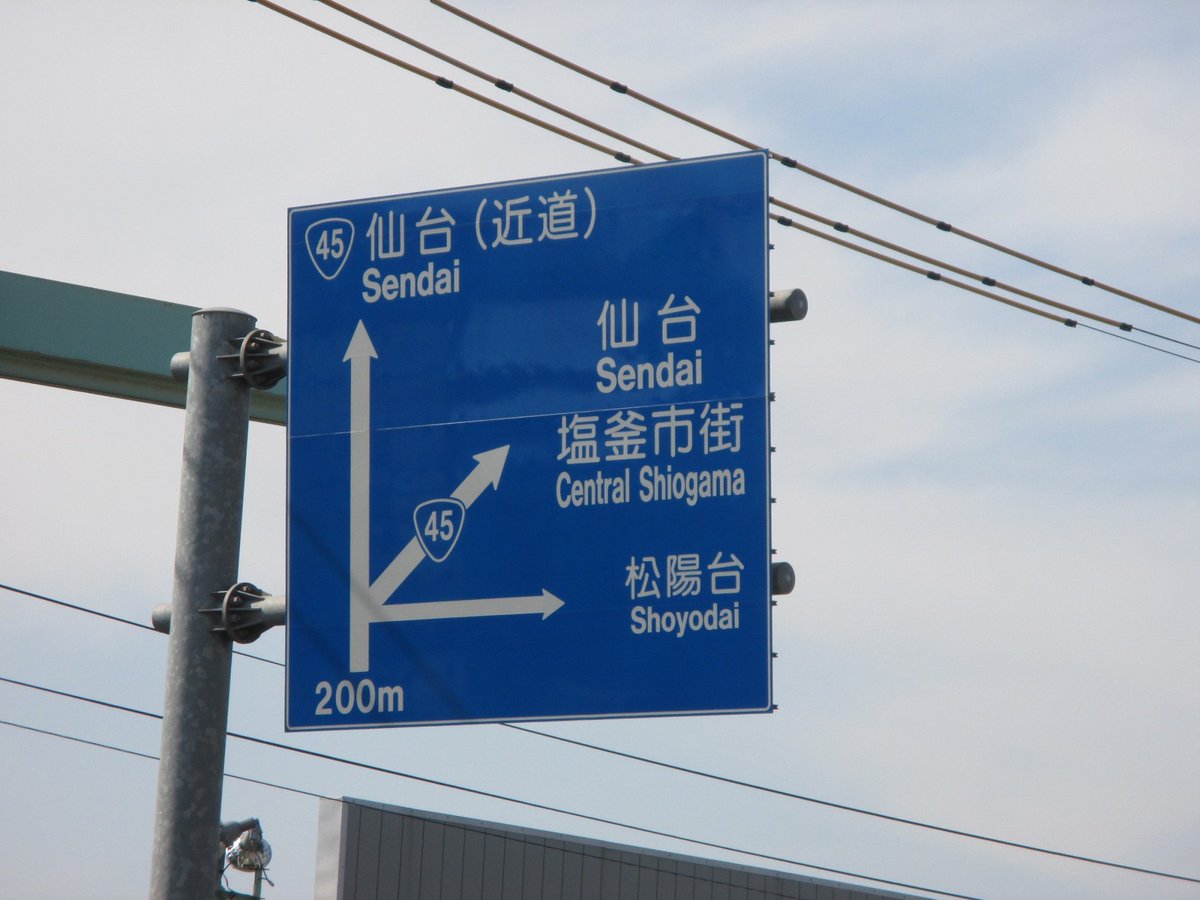 45 仙台(近道)
Sendai
仙台
Sendai
塩釜市街
Central Shiogama
45
松陽台
Shoyodai
200m